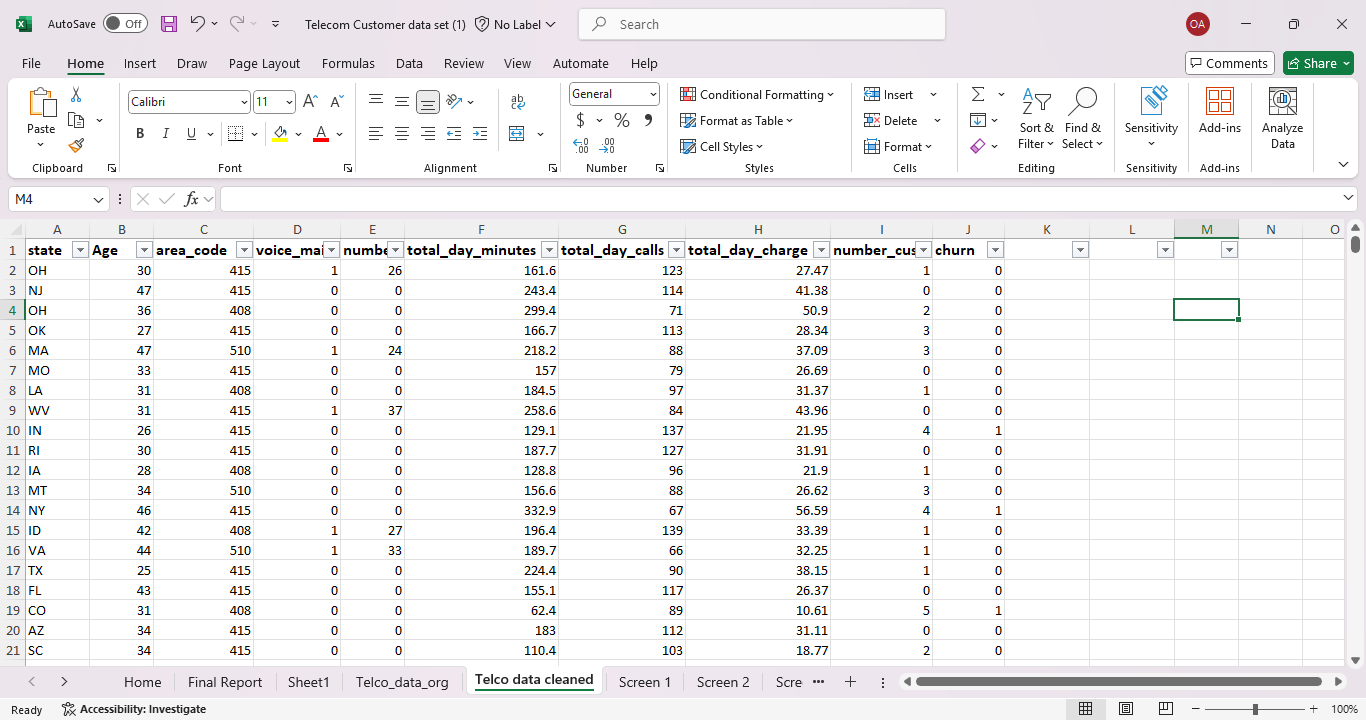 AutoSave Off Telecom Customer data set (1) No Label Search OA
File Home Insert Draw Page Layout Formulas Data Review View Automate Help Comments Share
Paste Calibri 11 A A ab General Conditional Formatting Insert Σ Sort & Filter Find & Select Sensitivity Add-ins Analyze Data
B I U A $ % Format as Table Delete
.00 .00 Cell Styles Format
Clipboard Font Alignment Number Styles Cells Editing Sensitivity Add-ins
M4 fx
A B C D E F G H I J K L M N O
1 state Age area_code voice_mai numbe total_day_minutes total_day_calls total_day_charge number_cus churn
2 OH 30 415 1 26 161.6 123 27.47 1 0
3 NJ 47 415 0 0 243.4 114 41.38 0 0
4 OH 36 408 0 0 299.4 71 50.9 2 0
5 OK 27 415 0 0 166.7 113 28.34 3 0
6 MA 47 510 1 24 218.2 88 37.09 3 0
7 MO 33 415 0 0 157 79 26.69 0 0
8 LA 31 408 0 0 184.5 97 31.37 1 0
9 WV 31 415 1 37 258.6 84 43.96 0 0
10 IN 26 415 0 0 129.1 137 21.95 4 1
11 RI 30 415 0 0 187.7 127 31.91 0 0
12 IA 28 408 0 0 128.8 96 21.9 1 0
13 MT 34 510 0 0 156.6 88 26.62 3 0
14 NY 46 415 0 0 332.9 67 56.59 4 1
15 ID 42 408 1 27 196.4 139 33.39 1 0
16 VA 44 510 1 33 189.7 66 32.25 1 0
17 TX 25 415 0 0 224.4 90 38.15 1 0
18 FL 43 415 0 0 155.1 117 26.37 0 0
19 CO 31 408 0 0 62.4 89 10.61 5 1
20 AZ 34 415 0 0 183 112 31.11 0 0
21 SC 34 415 0 0 110.4 103 18.77 2 0
Home Final Report Sheet1 Telco_data_org Telco data cleaned Screen 1 Screen 2 Scre ...
Ready Accessibility: Investigate 100%